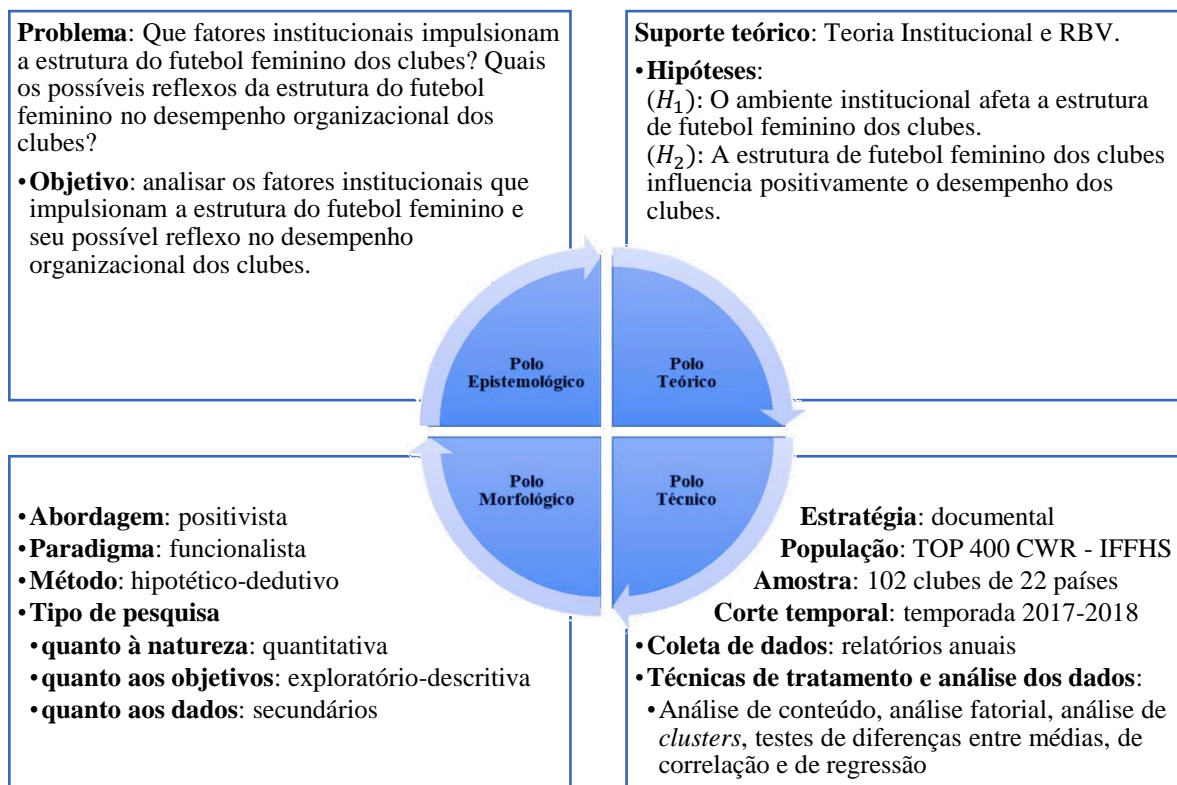 Problema: Que fatores institucionais impulsionam
a estrutura do futebol feminino dos clubes? Quais
os possíveis reflexos da estrutura do futebol
feminino no desempenho organizacional dos
clubes?
•Objetivo: analisar os fatores institucionais que
impulsionam a estrutura do futebol feminino e
seu possível reflexo no desempenho
organizacional dos clubes.
Suporte teórico: Teoria Institucional e RBV.
•Hipóteses:
(H₁): O ambiente institucional afeta a estrutura
de futebol feminino dos clubes.
(H₂): A estrutura de futebol feminino dos clubes
influencia positivamente o desempenho dos
clubes.
Polo
Epistemológico
Polo
Teórico
Polo
Morfológico
Polo
Técnico
•Abordagem: positivista
•Paradigma: funcionalista
•Método: hipotético-dedutivo
•Tipo de pesquisa
•quanto à natureza: quantitativa
•quanto aos objetivos: exploratório-descritiva
•quanto aos dados: secundários
Estratégia: documental
População: TOP 400 CWR - IFFHS
Amostra: 102 clubes de 22 países
Corte temporal: temporada 2017-2018
•Coleta de dados: relatórios anuais
•Técnicas de tratamento e análise dos dados:
•Análise de conteúdo, análise fatorial, análise de
clusters, testes de diferenças entre médias, de
correlação e de regressão